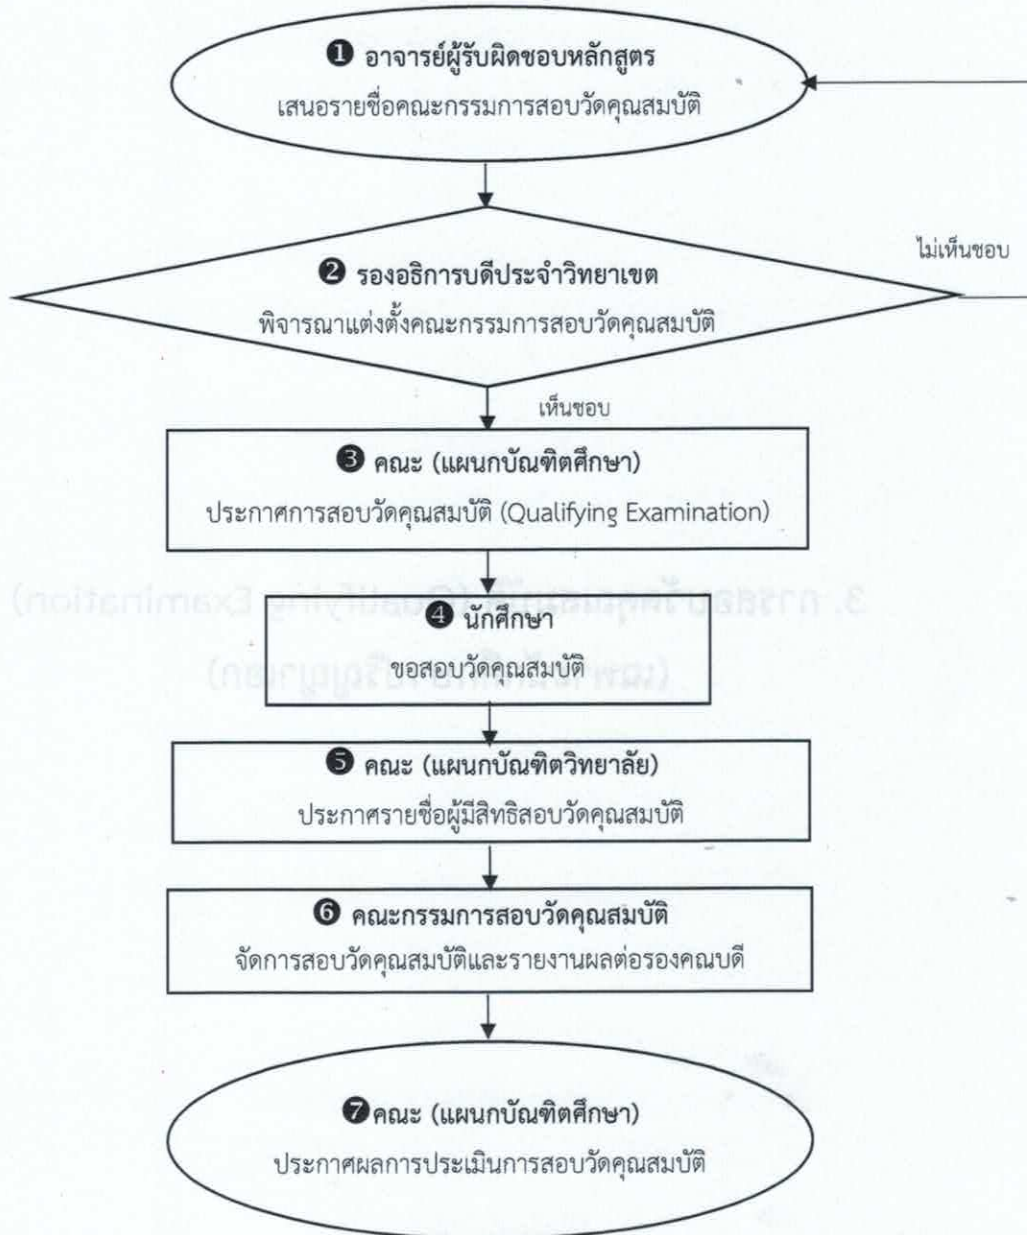 ❶ อาจารย์ผู้รับผิดชอบหลักสูตร
เสนอรายชื่อคณะกรรมการสอบวัดคุณสมบัติ
ไม่เห็นชอบ
❷ รองอธิการบดีประจำวิทยาเขต
พิจารณาแต่งตั้งคณะกรรมการสอบวัดคุณสมบัติ
เห็นชอบ
❸ คณะ (แผนกบัณฑิตศึกษา)
ประกาศการสอบวัดคุณสมบัติ (Qualifying Examination)
3. การสอบวัดคุณสมบัติ (Qualifying Examination)
❹ นักศึกษา
ขอสอบวัดคุณสมบัติ
❺ คณะ (แผนกบัณฑิตวิทยาลัย)
ประกาศรายชื่อผู้มีสิทธิสอบวัดคุณสมบัติ
❻ คณะกรรมการสอบวัดคุณสมบัติ
จัดการสอบวัดคุณสมบัติและรายงานผลต่อรองคณบดี
❼คณะ (แผนกบัณฑิตศึกษา)
ประกาศผลการประเมินการสอบวัดคุณสมบัติ